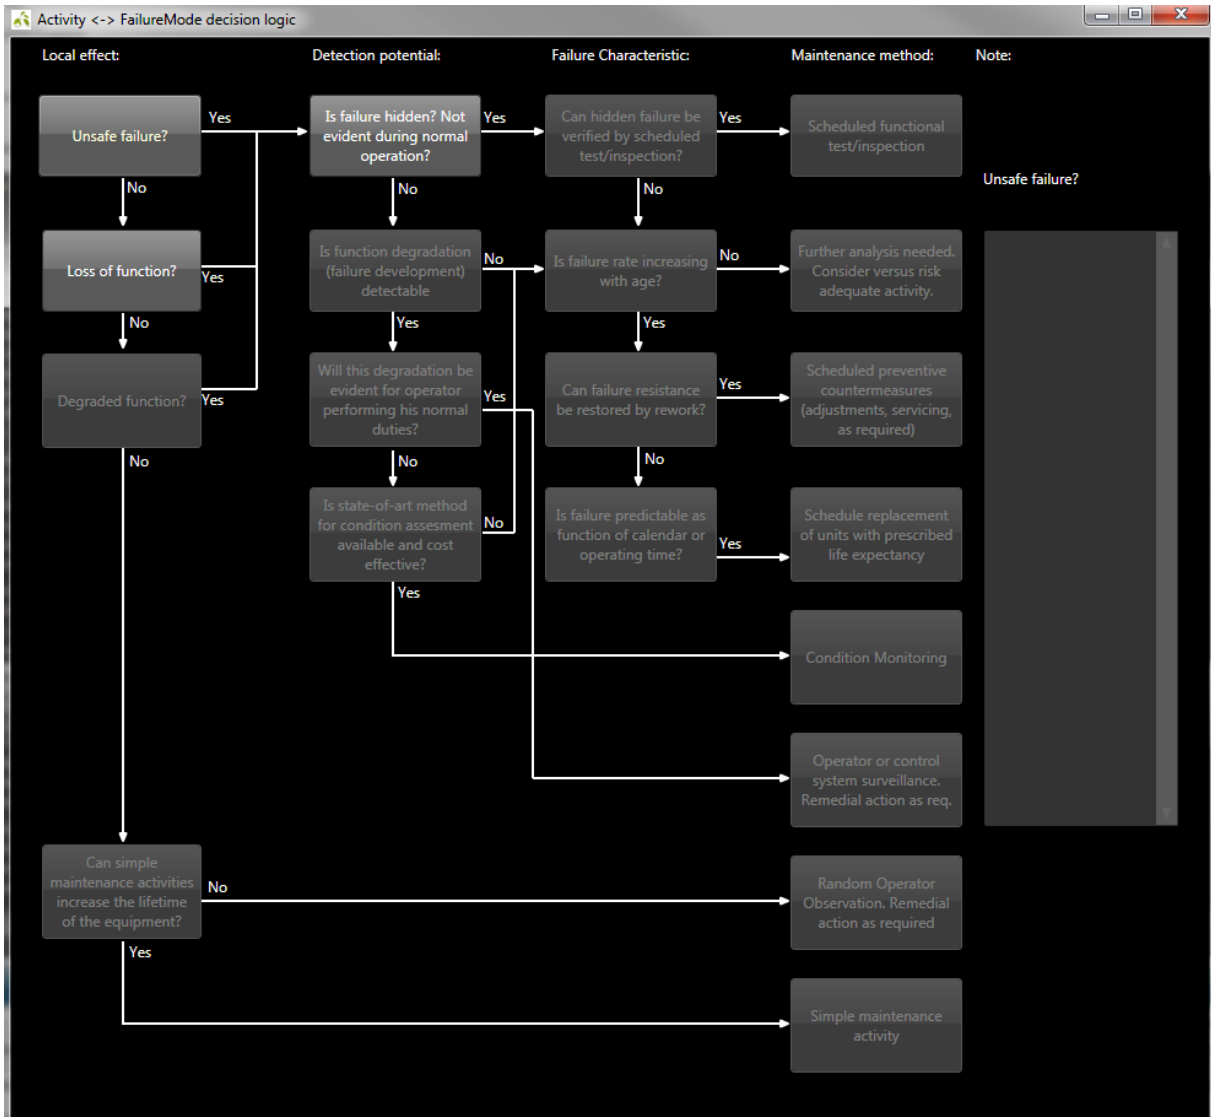 Activity <-> FailureMode decision logic
Local effect:
Detection potential:
Failure Characteristic:
Maintenance method:
Note:
Unsafe failure?
Yes
Is failure hidden? Not
evident during normal
operation?
Yes
Can hidden failure be
verified by scheduled
test/inspection?
Yes
Scheduled functional
test/inspection
Unsafe failure?
No
No
No
Loss of function?
Yes
Is function degradation
(failure development)
detectable
No
Is failure rate increasing
with age?
No
Further analysis needed.
Consider versus risk
adequate activity.
No
Yes
Yes
Degraded function?
Yes
Will this degradation be
evident for operator
performing his normal
duties?
Yes
Can failure resistance
be restored by rework?
Yes
Scheduled preventive
countermeasures
(adjustments, servicing,
as required)
No
No
No
Is state-of-art method
for condition assesment
available and cost
effective?
No
Is failure predictable as
function of calendar or
operating time?
Yes
Schedule replacement
of units with prescribed
life expectancy
Yes
Condition Monitoring
Operator or control
system surveillance.
Remedial action as req.
Can simple
maintenance activities
increase the lifetime
of the equipment?
No
Random Operator
Observation. Remedial
action as required
Yes
Simple maintenance
activity